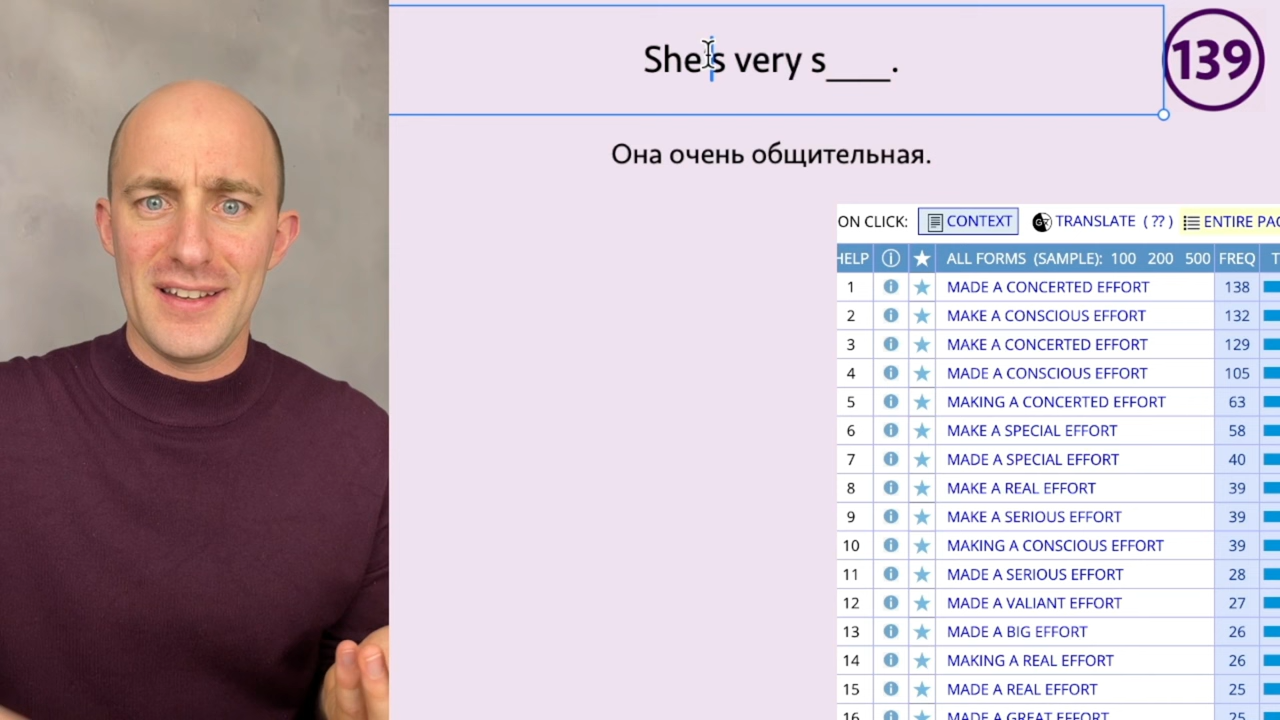 She's very s____.
139
Она очень общительная.
ON CLICK: CONTEXT TRANSLATE (??) ENTIRE PAG
HELP ALL FORMS (SAMPLE): 100 200 500 FREQ T
1 MADE A CONCERTED EFFORT 138
2 MAKE A CONSCIOUS EFFORT 132
3 MAKE A CONCERTED EFFORT 129
4 MADE A CONSCIOUS EFFORT 105
5 MAKING A CONCERTED EFFORT 63
6 MAKE A SPECIAL EFFORT 58
7 MADE A SPECIAL EFFORT 40
8 MAKE A REAL EFFORT 39
9 MAKE A SERIOUS EFFORT 39
10 MAKING A CONSCIOUS EFFORT 39
11 MADE A SERIOUS EFFORT 28
12 MADE A VALIANT EFFORT 27
13 MADE A BIG EFFORT 26
14 MAKING A REAL EFFORT 26
15 MADE A REAL EFFORT 25
16 MADE A GREAT EFFORT 25